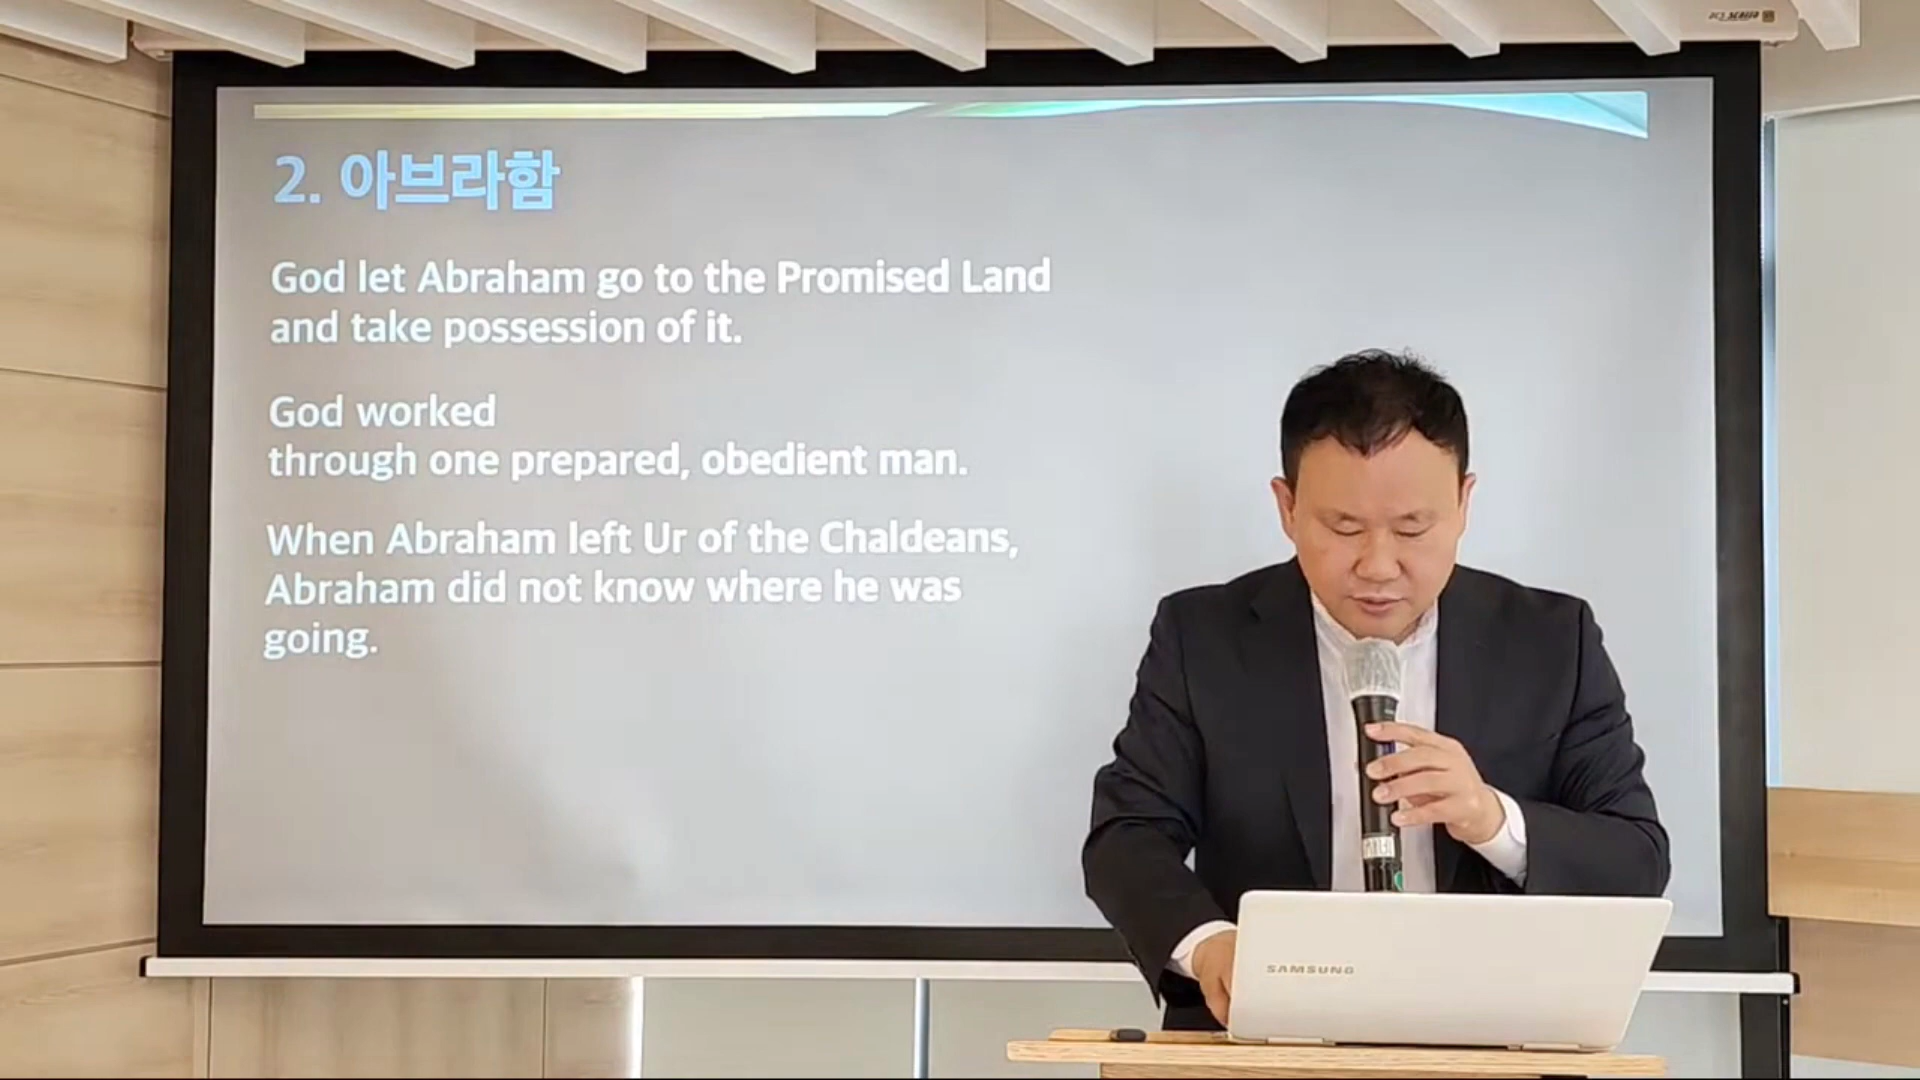 2. 아브라함
God let Abraham go to the Promised Land
and take possession of it.
God worked
through one prepared, obedient man.
When Abraham left Ur of the Chaldeans,
Abraham did not know where he was
going.
SAMSUNG